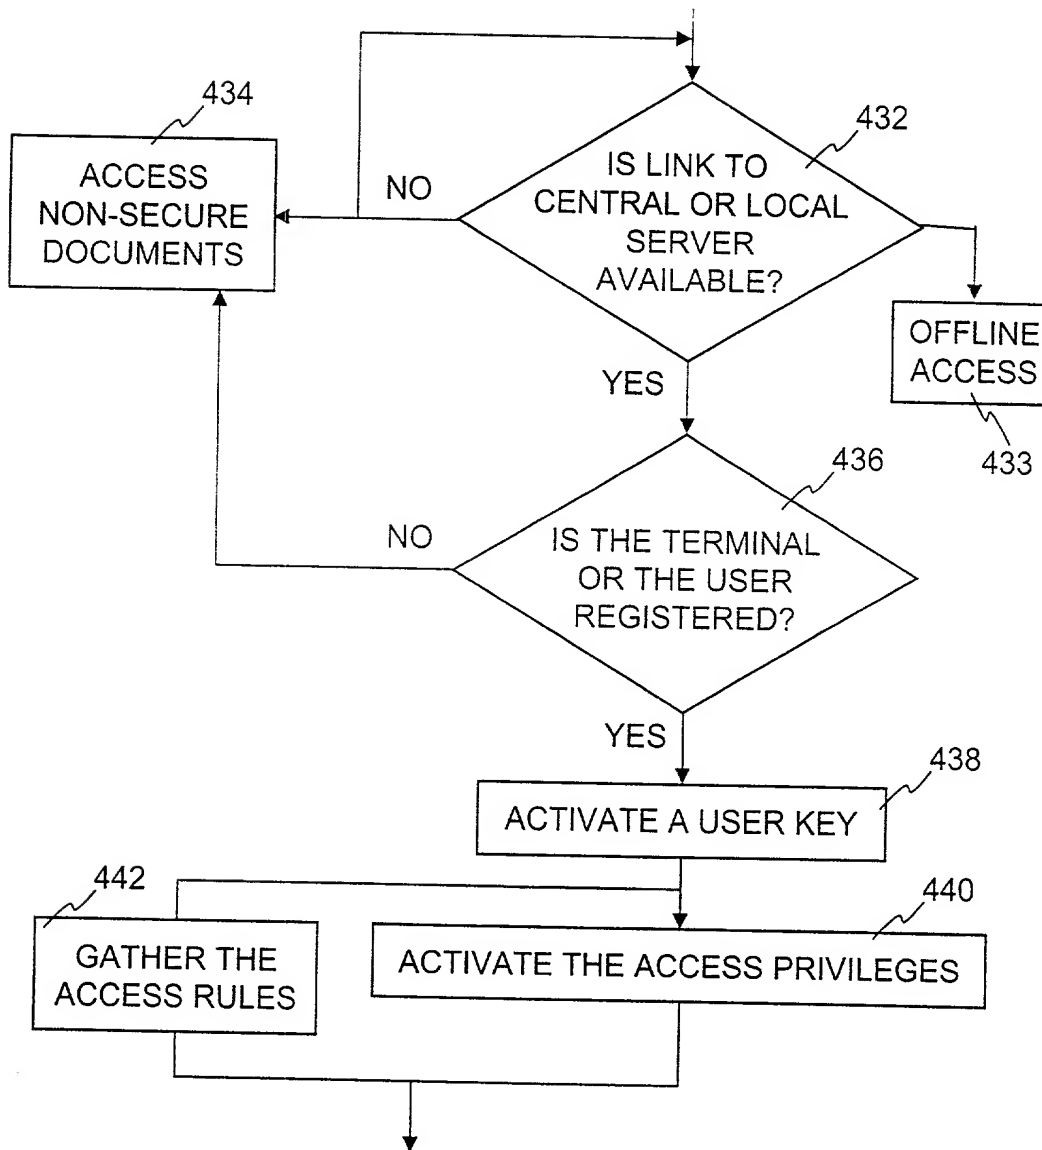 434
ACCESS
NON-SECURE
DOCUMENTS
NO
432
IS LINK TO
CENTRAL OR LOCAL
SERVER
AVAILABLE?
OFFLINE
ACCESS
433
YES
436
NO
IS THE TERMINAL
OR THE USER
REGISTERED?
YES
438
ACTIVATE A USER KEY
442
GATHER THE
ACCESS RULES
440
ACTIVATE THE ACCESS PRIVILEGES